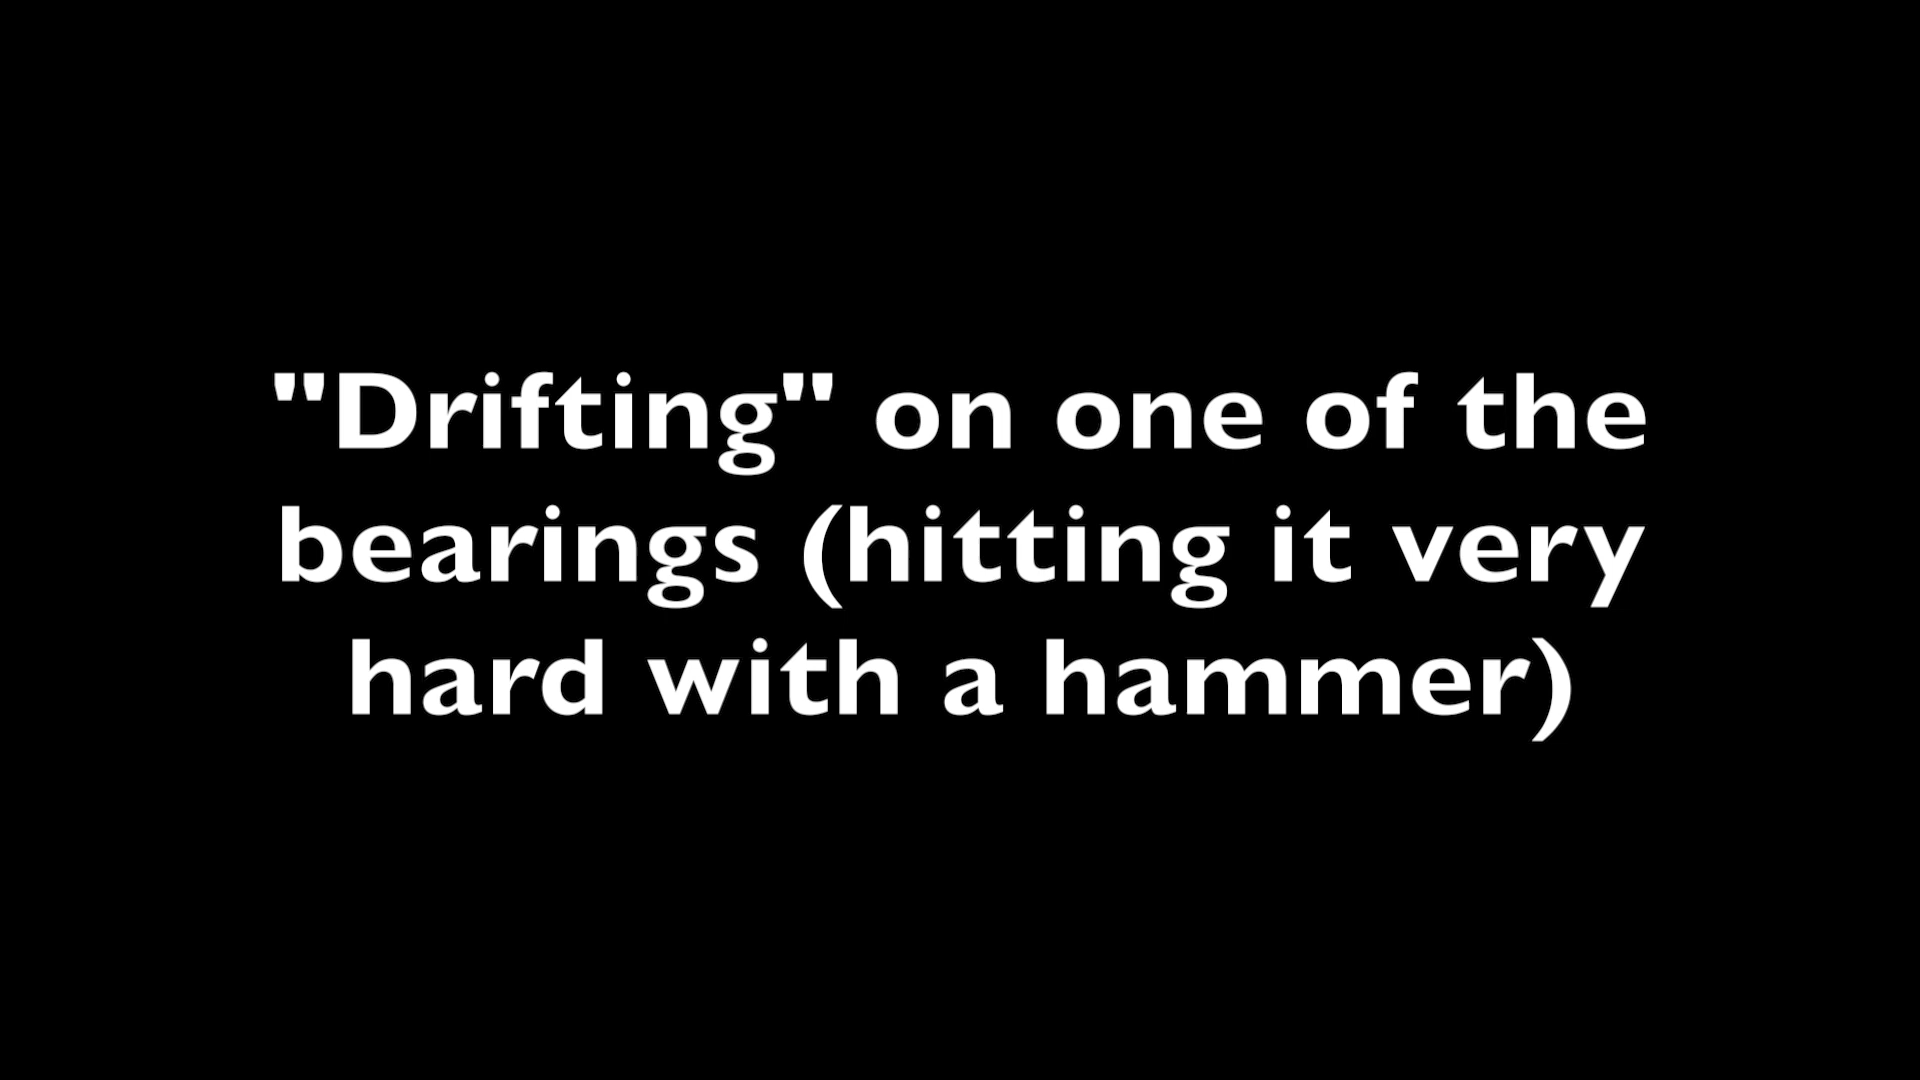 "Drifting" on one of the
bearings (hitting it very
hard with a hammer)